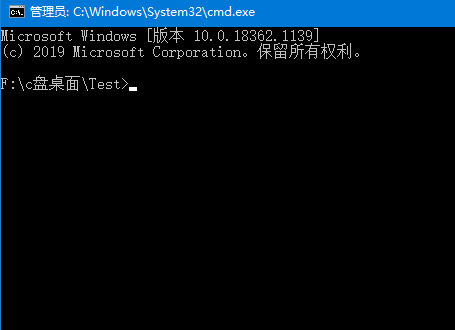 管理员: C:\Windows\System32\cmd.exe
Microsoft Windows [版本 10.0.18362.1139]
(c) 2019 Microsoft Corporation。保留所有权利。
F:\c盘桌面\Test>